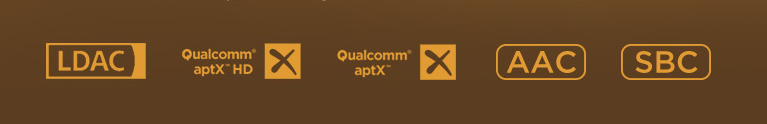 LDAC
Qualcomm®
aptX™ HD
Qualcomm®
aptX™
AAC
SBC